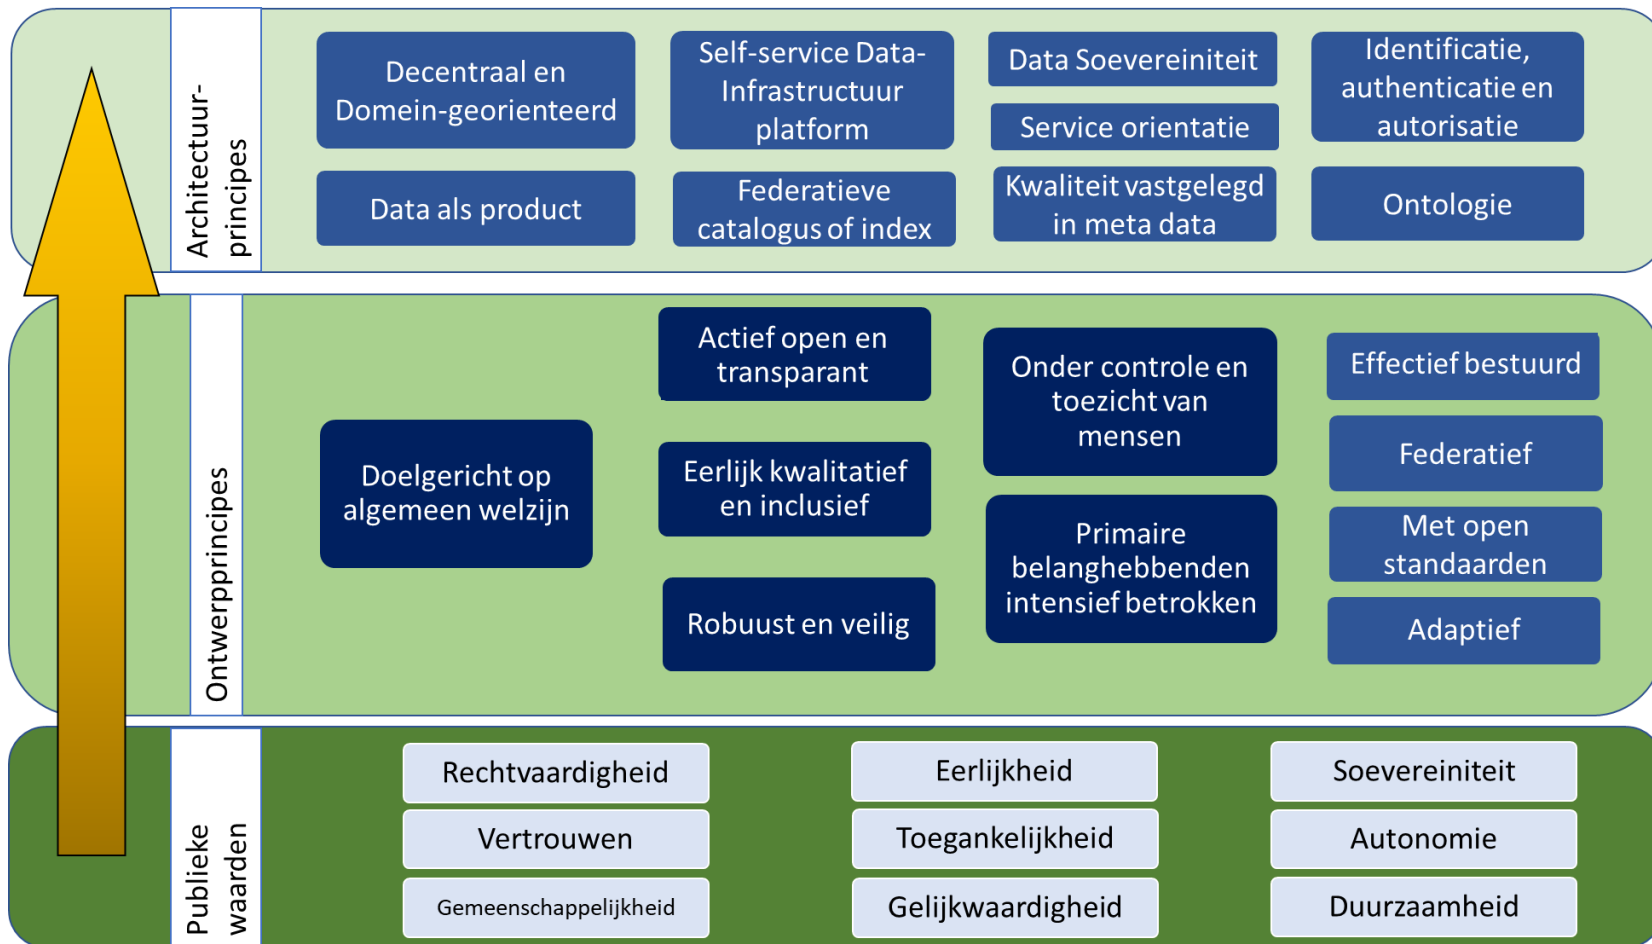 Architectuur-
principes
Decentraal en
Domein-georienteerd
Self-service Data-
Infrastructuur
platform
Data Soevereiniteit
Service orientatie
Identificatie,
authenticatie en
autorisatie
Data als product
Federatieve
catalogus of index
Kwaliteit vastgelegd
in meta data
Ontologie
Ontwerpprincipes
Doelgericht op
algemeen welzijn
Actief open en
transparant
Eerlijk kwalitatief
en inclusief
Robuust en veilig
Onder controle en
toezicht van
mensen
Primaire
belanghebbenden
intensief betrokken
Effectief bestuurd
Federatief
Met open
standaarden
Adaptief
Publieke
waarden
Rechtvaardigheid
Eerlijkheid
Soevereiniteit
Vertrouwen
Toegankelijkheid
Autonomie
Gemeenschappelijkheid
Gelijkwaardigheid
Duurzaamheid